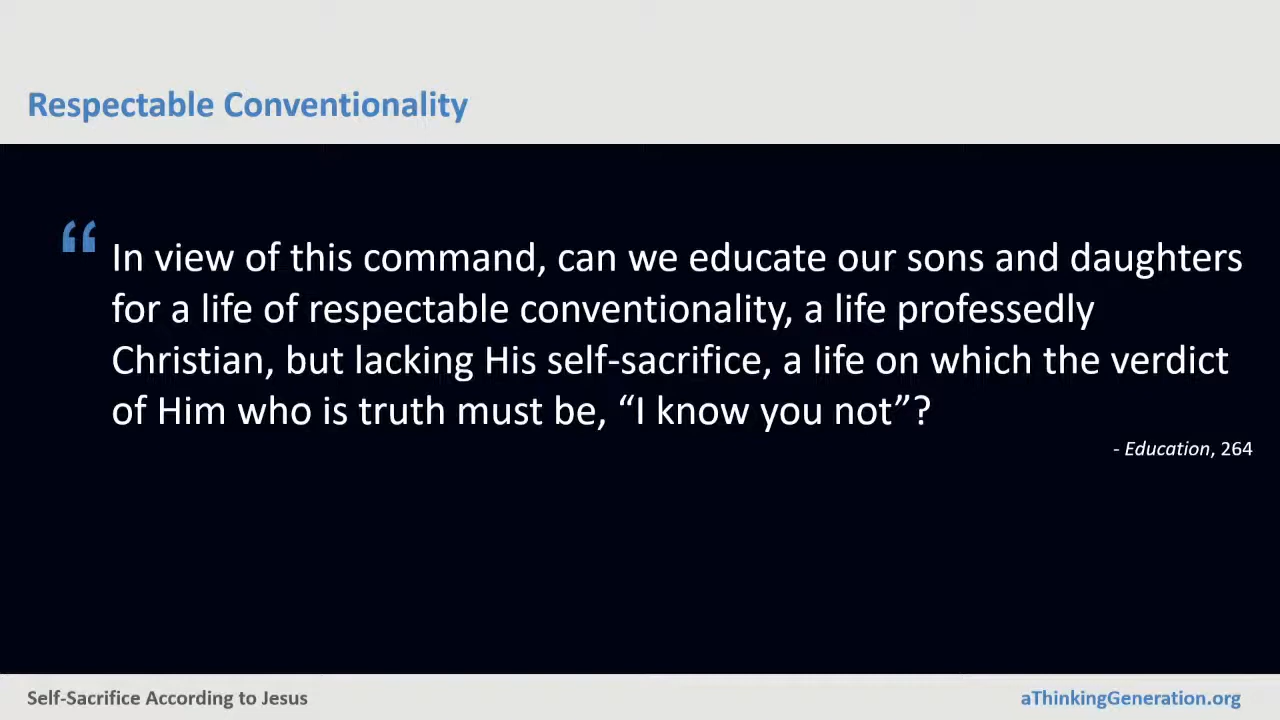 Respectable Conventionality
“ In view of this command, can we educate our sons and daughters
for a life of respectable conventionality, a life professedly
Christian, but lacking His self-sacrifice, a life on which the verdict
of Him who is truth must be, “I know you not”?
- Education, 264
Self-Sacrifice According to Jesus
aThinkingGeneration.org